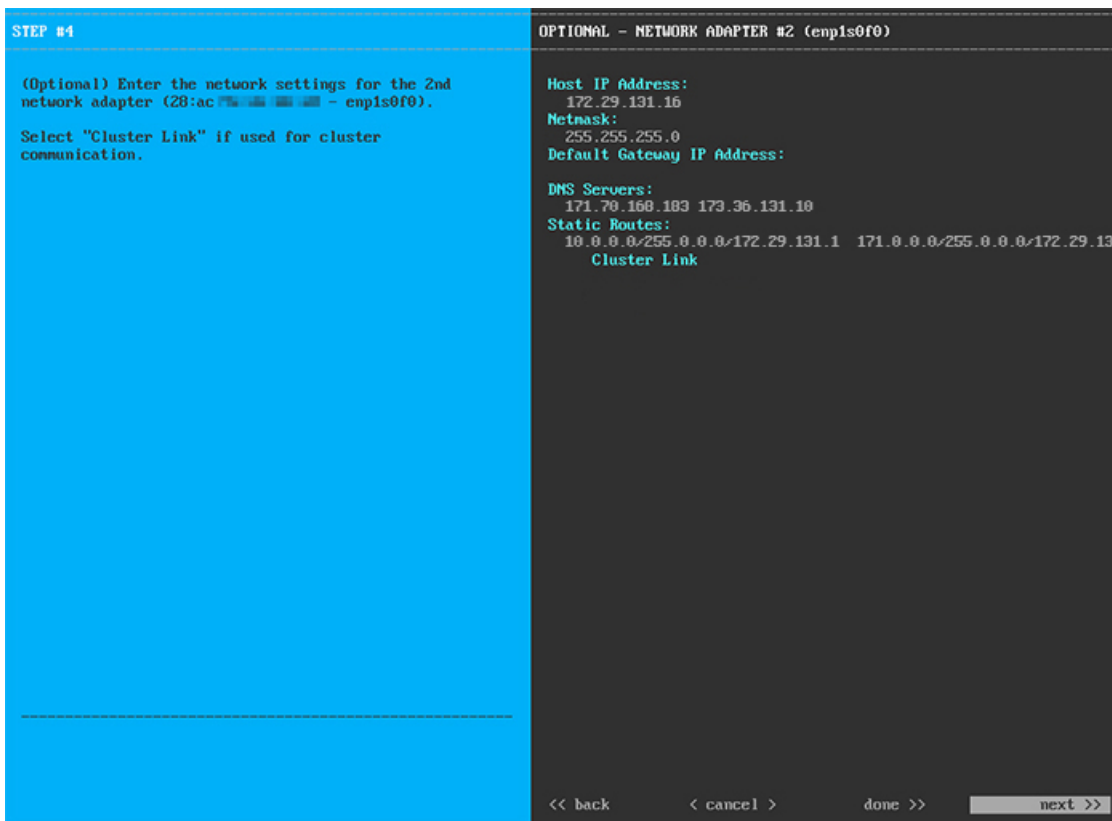 STEP #4
(Optional) Enter the network settings for the 2nd
network adapter (28:ac - enp1s0f0).
Select "Cluster Link" if used for cluster
communication.
OPTIONAL - NETWORK ADAPTER #2 (enp1s0f0)
Host IP Address:
172.29.131.16
Netmask:
255.255.255.0
Default Gateway IP Address:
DNS Servers:
171.70.168.183 173.36.131.10
Static Routes:
10.0.0.0/255.0.0.0/172.29.131.1 171.0.0.0/255.0.0.0/172.29.13
Cluster Link
<< back < cancel > done >> next >>